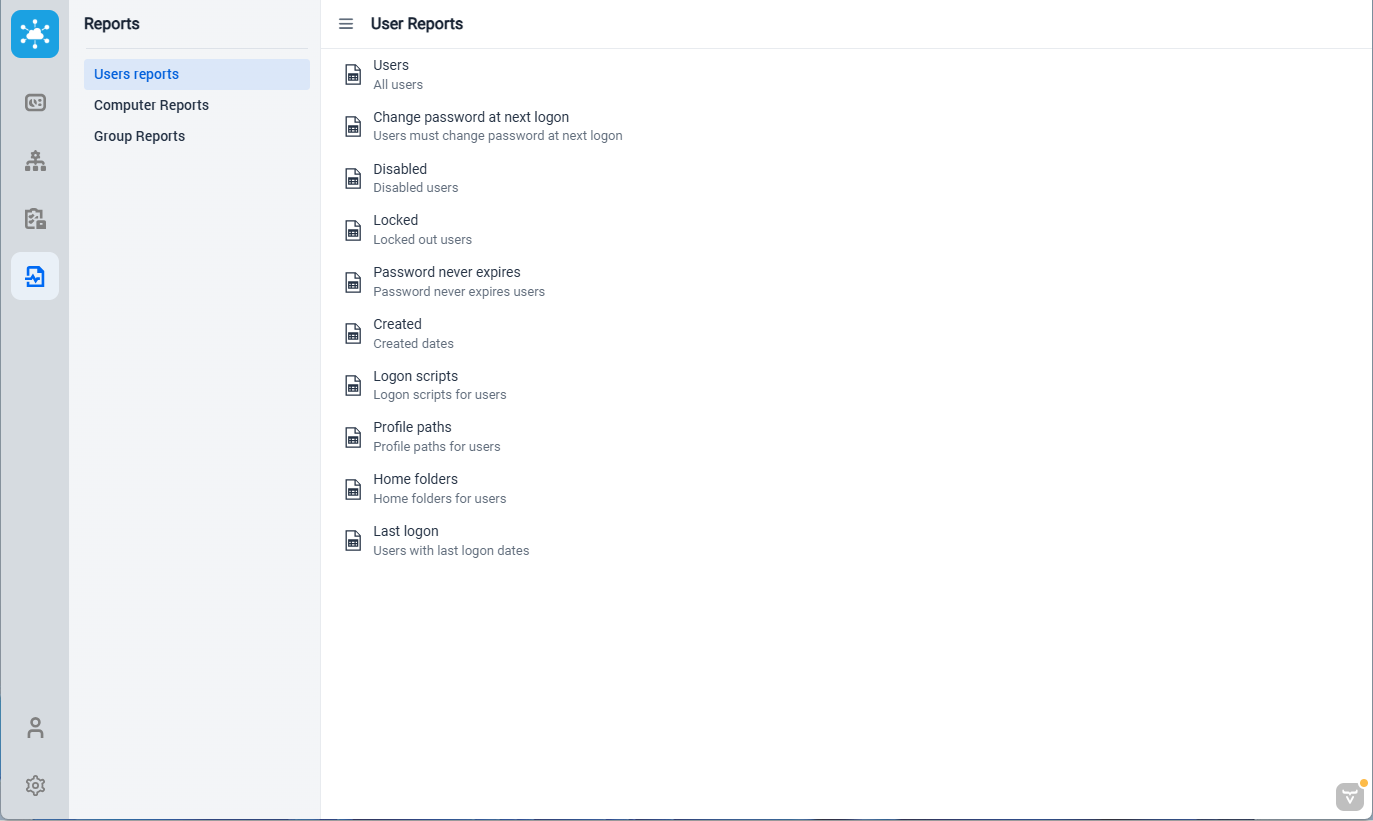 Reports
Users reports
Computer Reports
Group Reports
User Reports
Users
All users
Change password at next logon
Users must change password at next logon
Disabled
Disabled users
Locked
Locked out users
Password never expires
Password never expires users
Created
Created dates
Logon scripts
Logon scripts for users
Profile paths
Profile paths for users
Home folders
Home folders for users
Last logon
Users with last logon dates